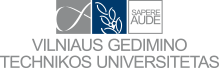 SAPERE
AUDE
VILNIAUS GEDIMINO
TECHNIKOS UNIVERSITETAS